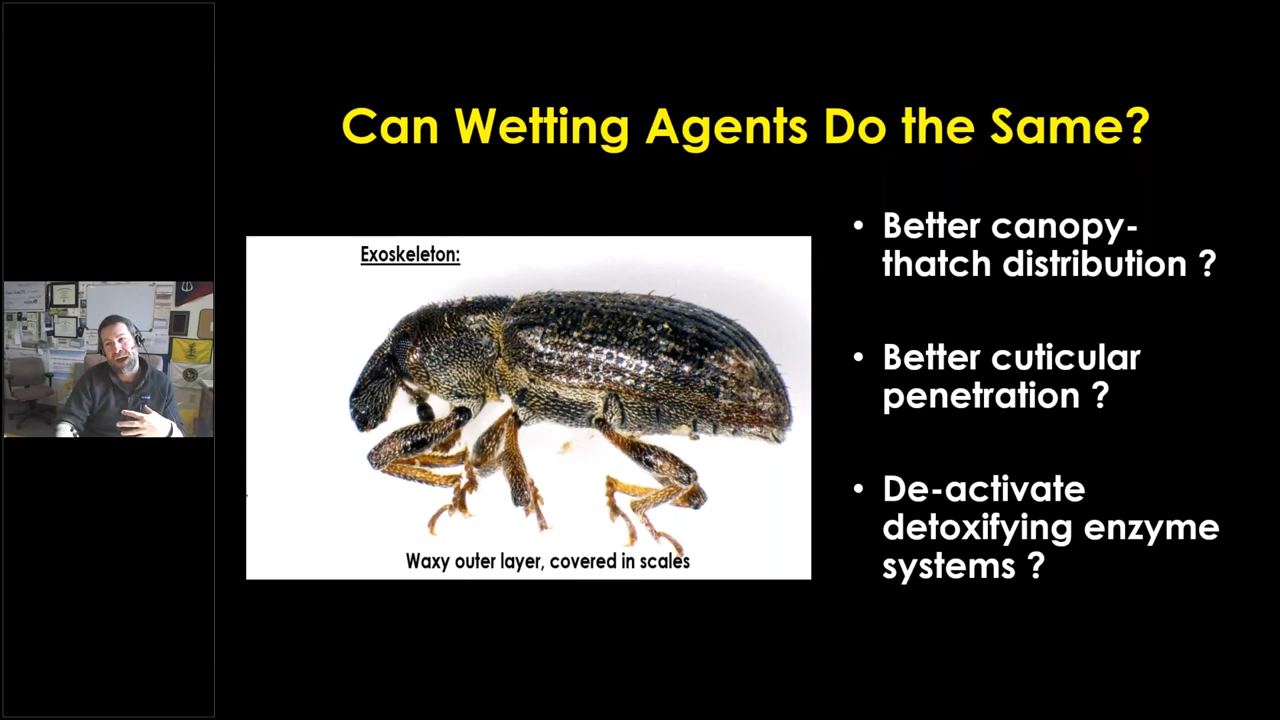 Can Wetting Agents Do the Same?
Exoskeleton:
Waxy outer layer, covered in scales
• Better canopy-
thatch distribution ?
• Better cuticular
penetration ?
• De-activate
detoxifying enzyme
systems ?